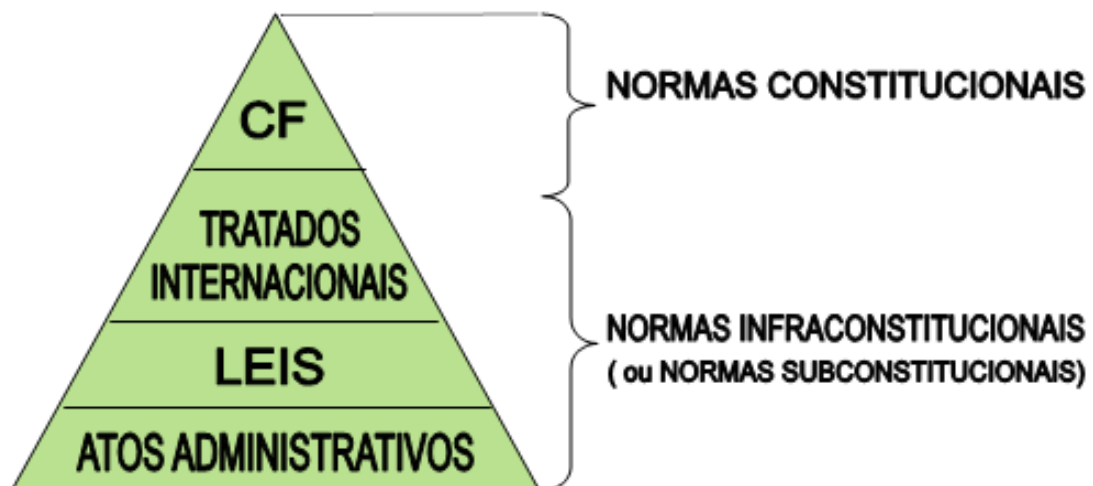 CF
TRATADOS
INTERNACIONAIS
LEIS
ATOS ADMINISTRATIVOS
NORMAS CONSTITUCIONAIS
NORMAS INFRACONSTITUCIONAIS
( ou NORMAS SUBCONSTITUCIONAIS)